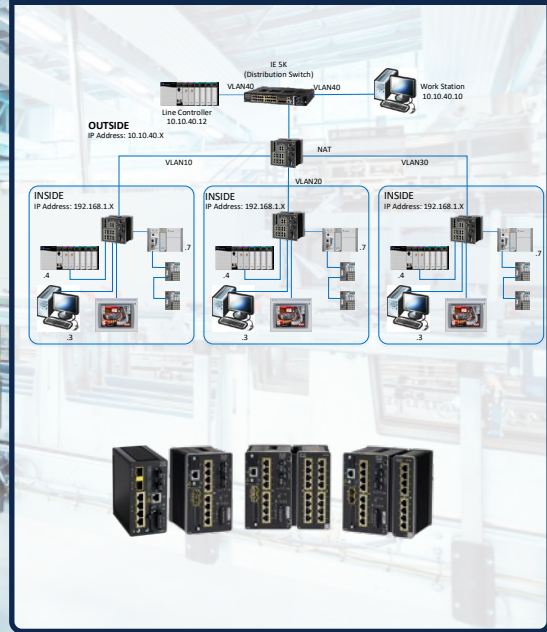 IE 5K
(Distribution Switch)
VLAN40
VLAN40
Work Station
10.10.40.10
Line Controller
10.10.40.12
OUTSIDE
IP Address: 10.10.40.X
NAT
VLAN10
VLAN30
VLAN20
INSIDE
IP Address: 192.168.1.X
.7
.4
.3
INSIDE
IP Address: 192.168.1.X
.7
.4
.3
INSIDE
IP Address: 192.168.1.X
.7
.4
.3